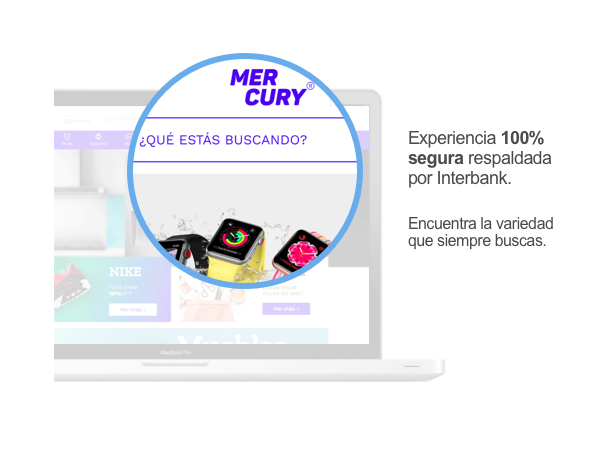 MER
CURY®
¿QUÉ ESTÁS BUSCANDO?
NIKE
Ver más ›
Ver más ›
Muebles
MacBook Pro
Experiencia 100%
segura respaldada
por Interbank.
Encuentra la variedad
que siempre buscas.